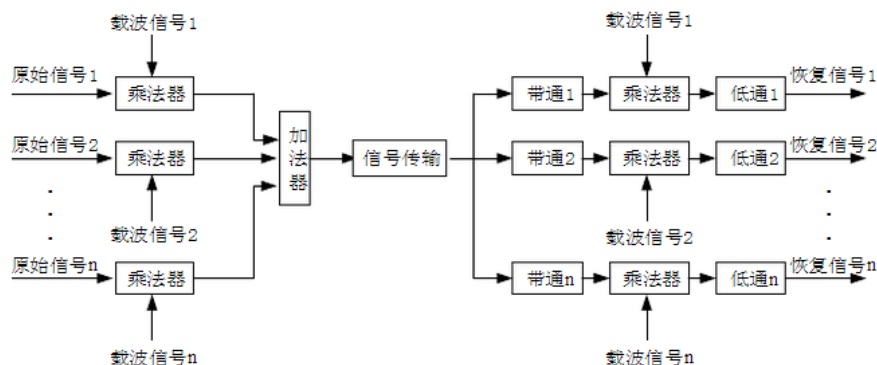 载波信号1
载波信号1
原始信号1
乘法器
带通1
乘法器
低通1
恢复信号1
原始信号2
乘法器
加法器
信号传输
带通2
乘法器
低通2
恢复信号2
载波信号2
载波信号2
原始信号n
乘法器
带通n
乘法器
低通n
恢复信号n
载波信号n
载波信号n